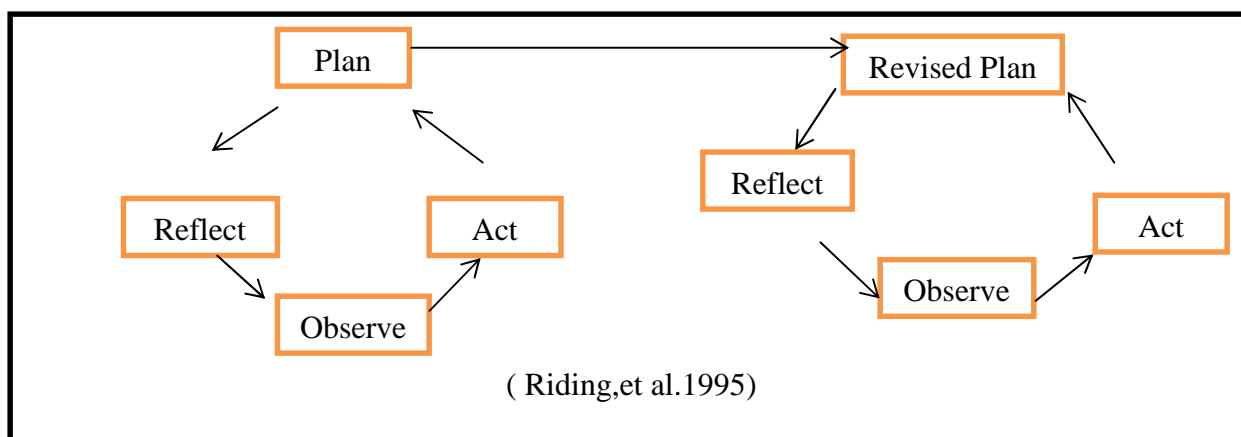 Plan
Revised Plan
Reflect
Act
Observe
Reflect
Act
Observe
( Riding,et al.1995)